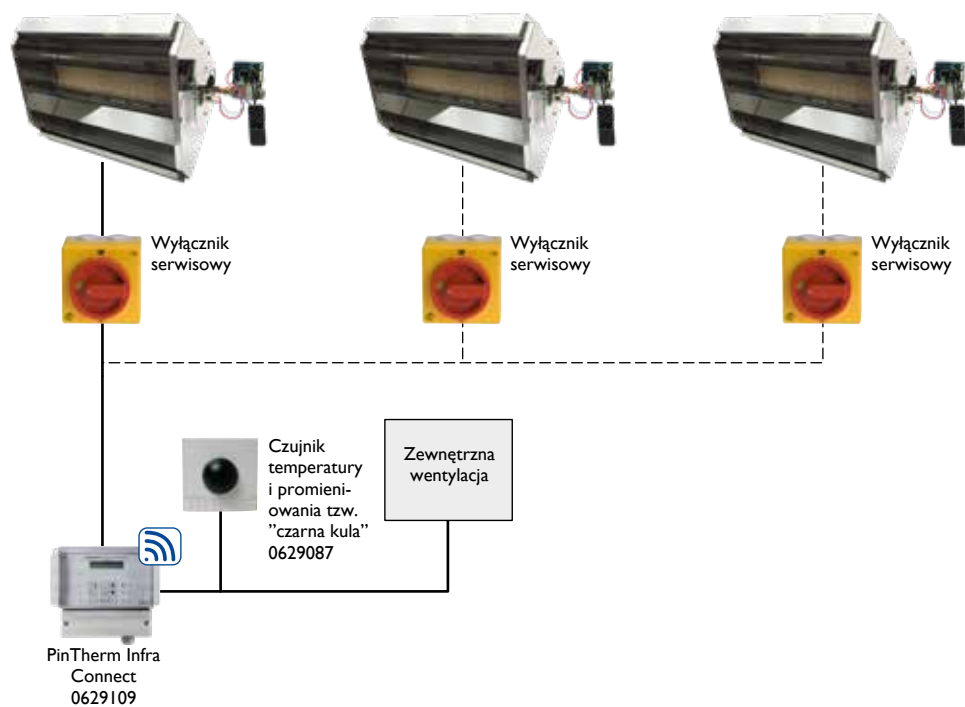 Wyłącznik
serwisowy
Wyłącznik
serwisowy
Wyłącznik
serwisowy
Czujnik
temperatury
i promieni-
owania tzw.
”czarna kula”
0629087
Zewnętrzna
wentylacja
PinTherm Infra
Connect
0629109